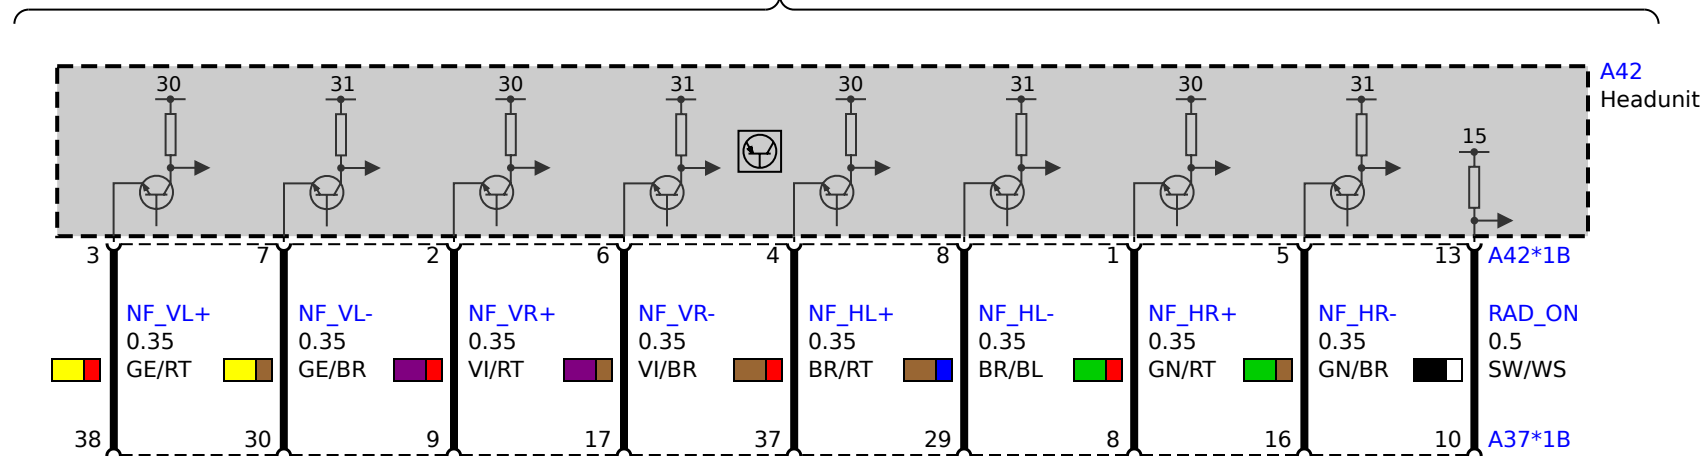 30 31 30 31 30 31 30 31
A42
Headunit
15
3 7 2 6 4 8 1 5 13 A42*1B
NF_VL+ NF_VL- NF_VR+ NF_VR- NF_HL+ NF_HL- NF_HR+ NF_HR- RAD_ON
0.35 0.35 0.35 0.35 0.35 0.35 0.35 0.35 0.5
GE/RT GE/BR VI/RT VI/BR BR/RT BR/BL GN/RT GN/BR SW/WS
38 30 9 17 37 29 8 16 10 A37*1B